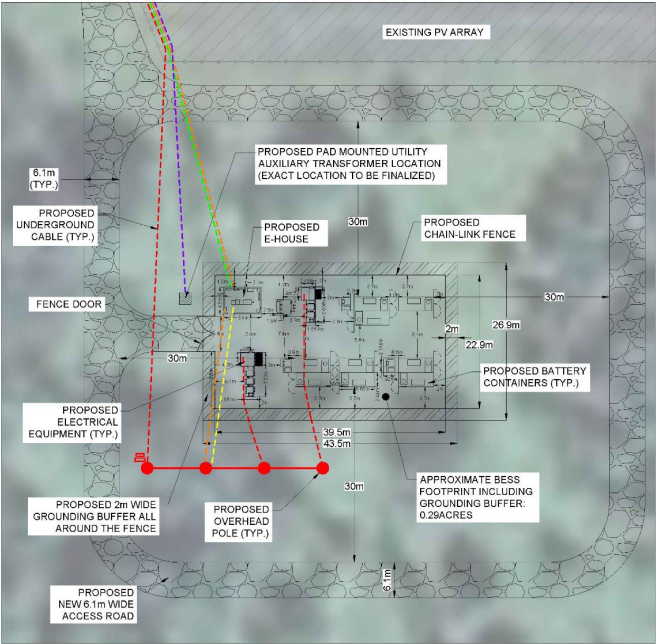 EXISTING PV ARRAY
PROPOSED PAD MOUNTED UTILITY
AUXILIARY TRANSFORMER LOCATION
(EXACT LOCATION TO BE FINALIZED)
6.1m
(TYP.)
PROPOSED
UNDERGROUND
CABLE (TYP.)
30m
PROPOSED
E-HOUSE
PROPOSED
CHAIN-LINK FENCE
FENCE DOOR
30m
2m
26.9m
22.9m
30m
PROPOSED BATTERY
CONTAINERS (TYP.)
PROPOSED
ELECTRICAL
EQUIPMENT (TYP.)
39.5m
43.5m
30m
APPROXIMATE BESS
FOOTPRINT INCLUDING
GROUNDING BUFFER:
0.29ACRES
PROPOSED 2m WIDE
GROUNDING BUFFER ALL
AROUND THE FENCE
PROPOSED
OVERHEAD
POLE (TYP.)
6.1m
PROPOSED
NEW 6.1m WIDE
ACCESS ROAD